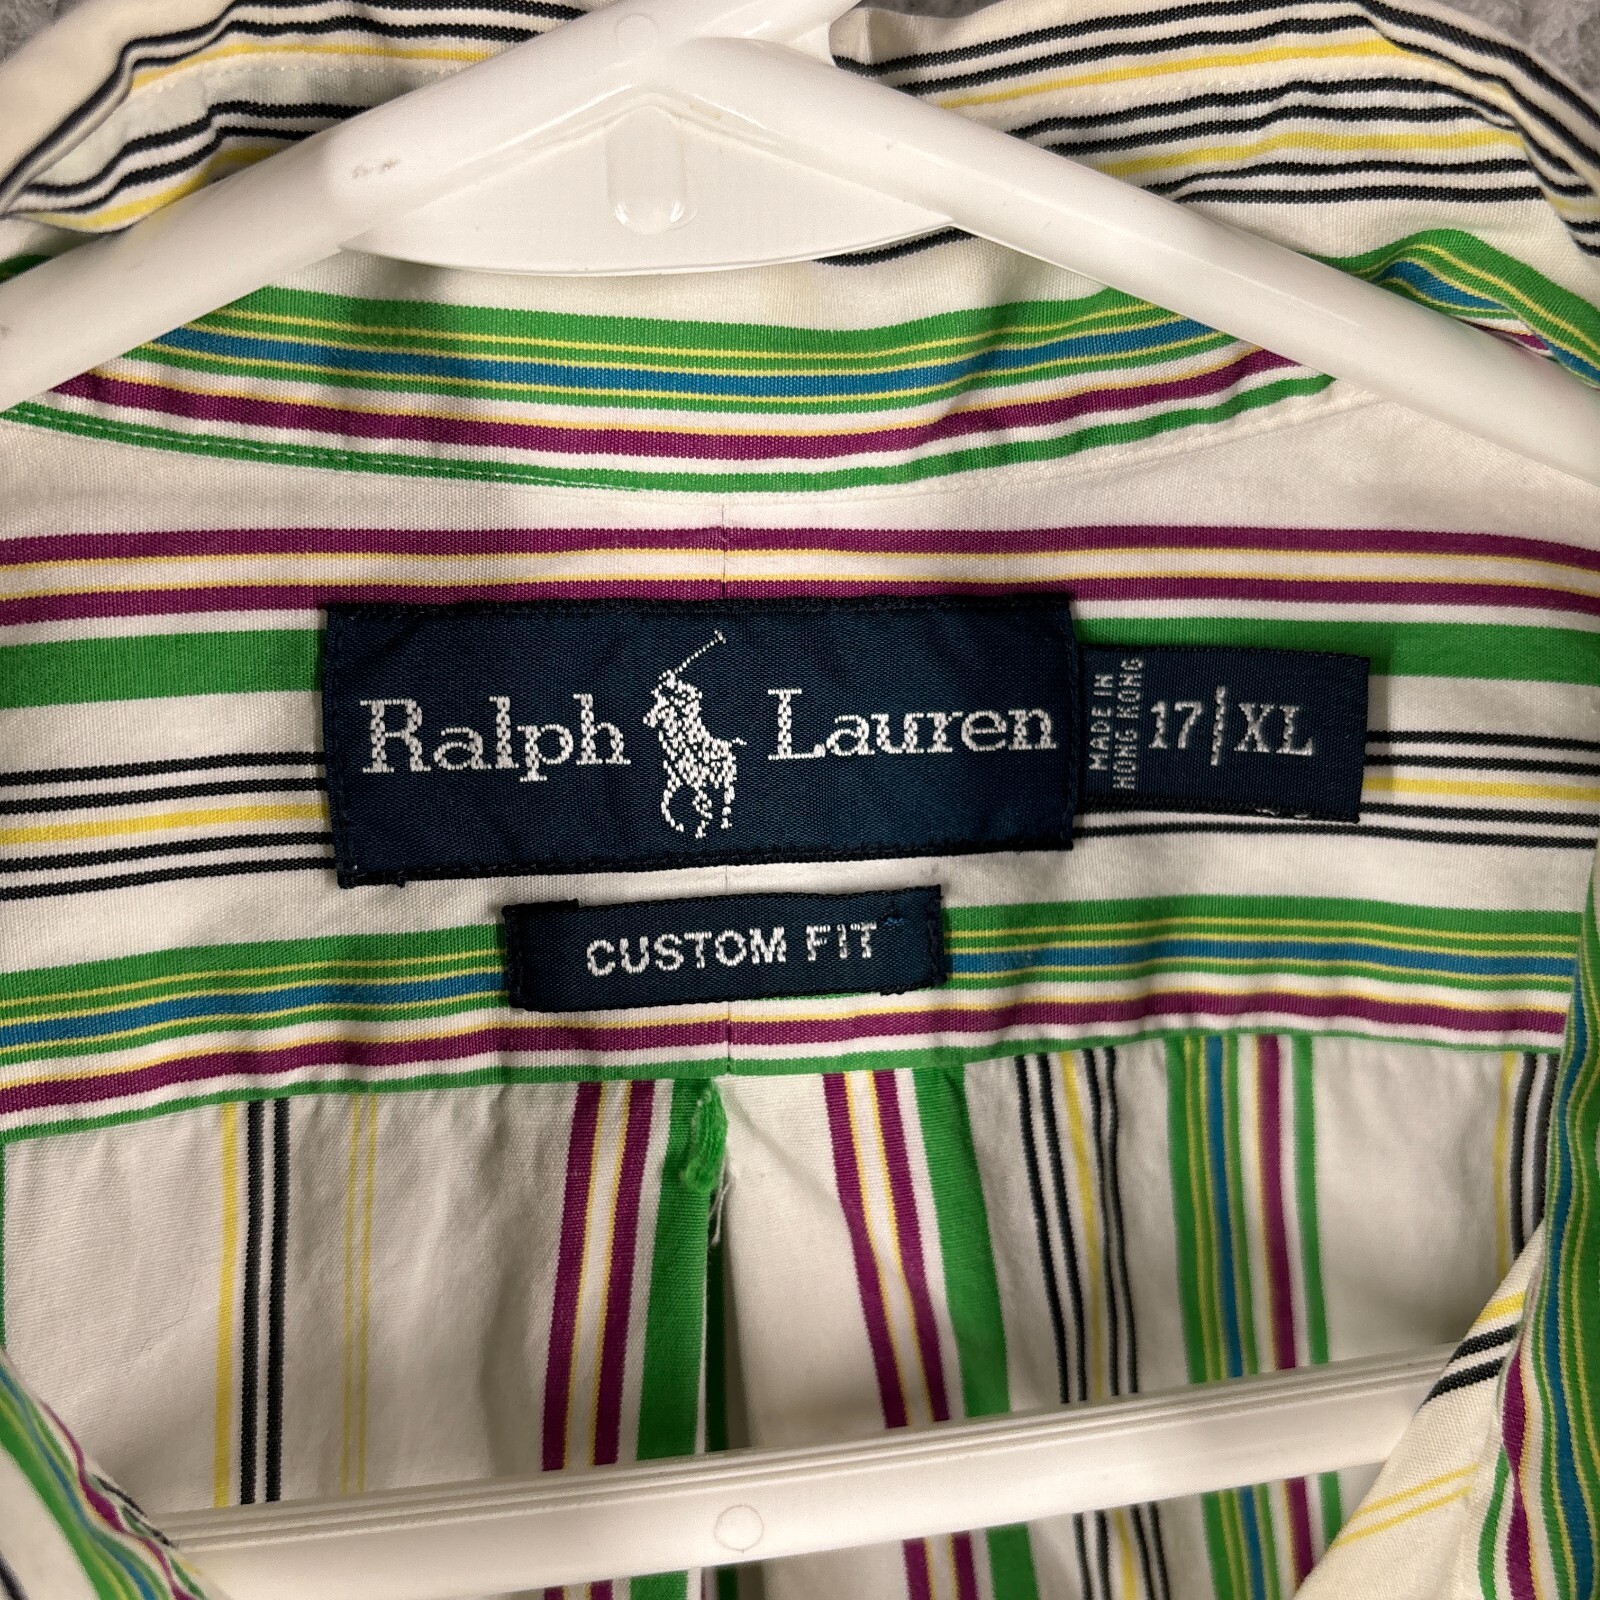 Ralph Lauren
MADE IN
HONG KONG
17/XL
CUSTOM FIT